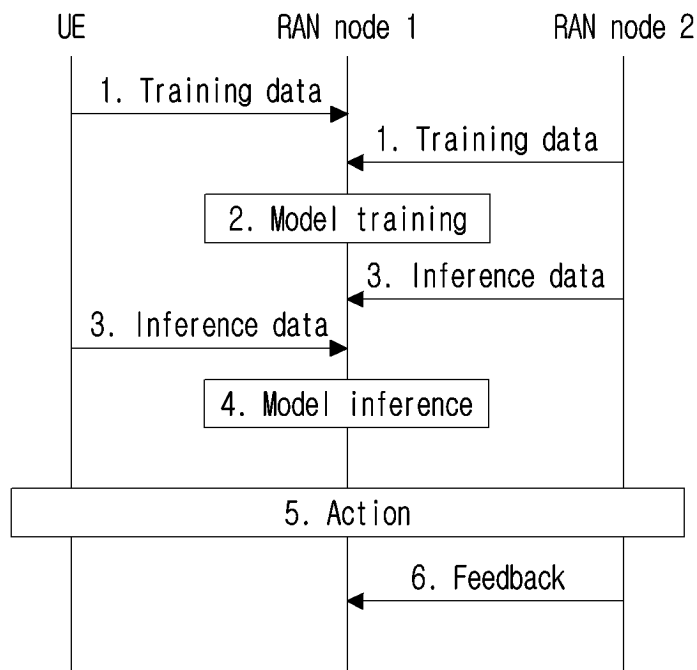 UE
RAN node 1
RAN node 2
1. Training data
1. Training data
2. Model training
3. Inference data
3. Inference data
4. Model inference
5. Action
6. Feedback